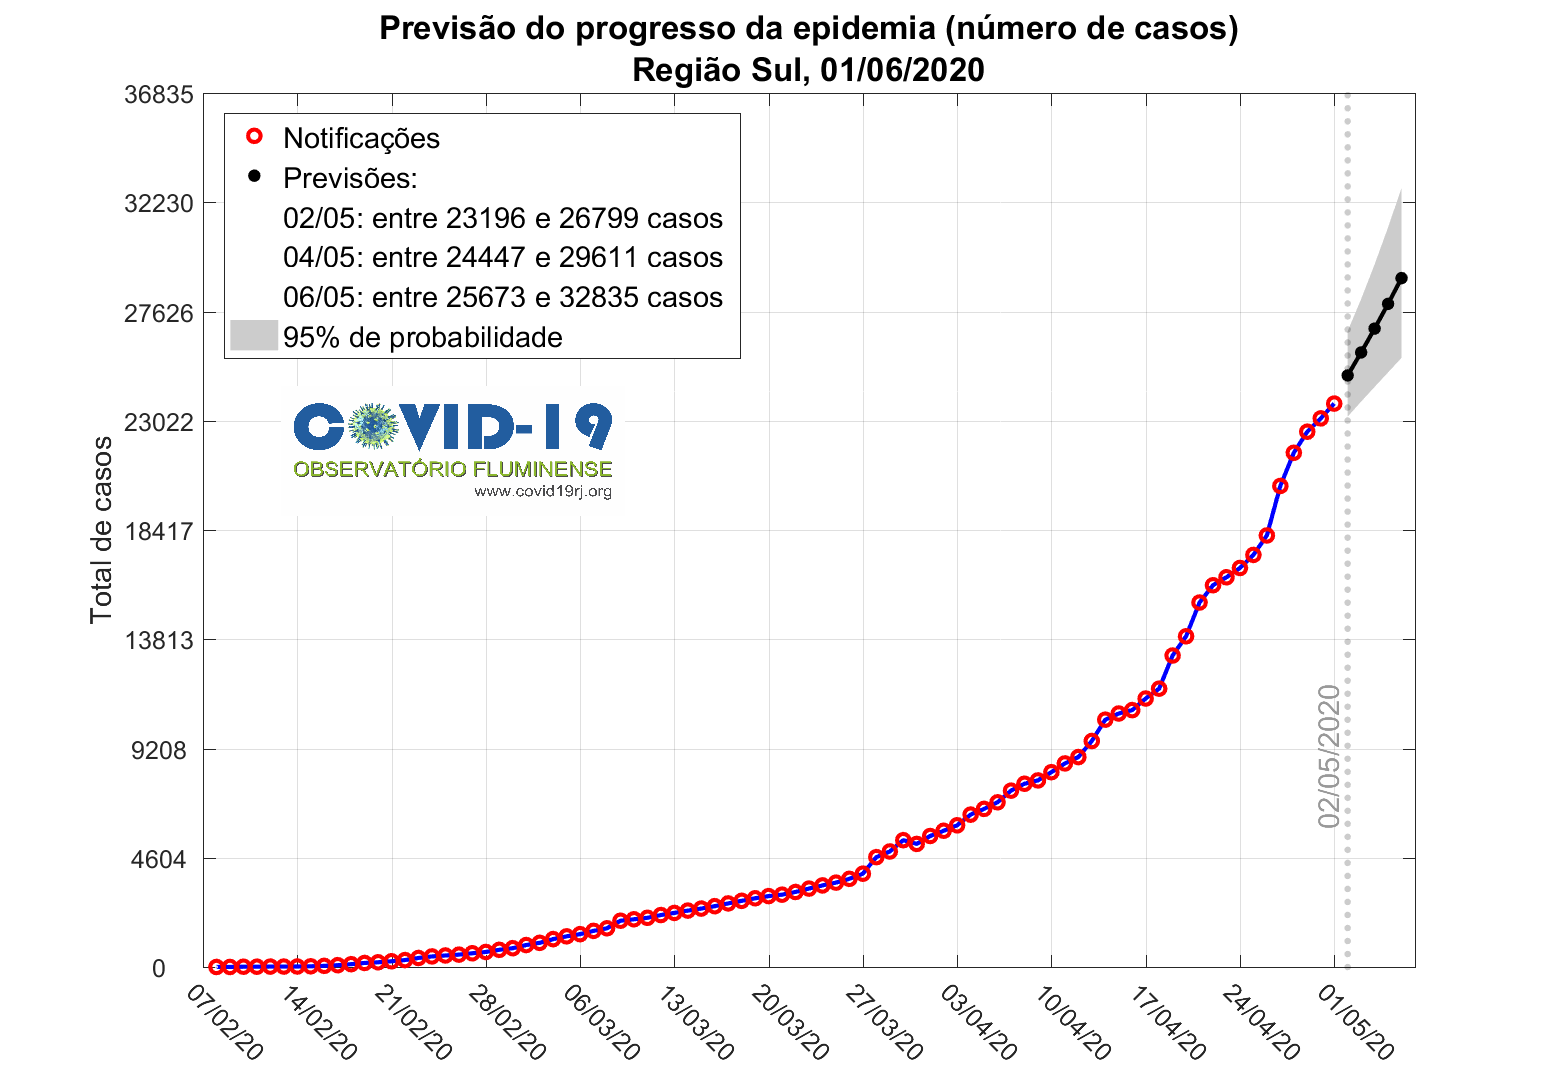 Previsão do progresso da epidemia (número de casos)
Região Sul, 01/06/2020
36835
32230
27626
23022
18417
13813
9208
4604
0
Total de casos
Notificações
Previsões:
02/05: entre 23196 e 26799 casos
04/05: entre 24447 e 29611 casos
06/05: entre 25673 e 32835 casos
95% de probabilidade
COVID-19
OBSERVATÓRIO FLUMINENSE
www.covid19rj.org
02/05/2020
07/02/20
14/02/20
21/02/20
28/02/20
06/03/20
13/03/20
20/03/20
27/03/20
03/04/20
10/04/20
17/04/20
24/04/20
01/05/20